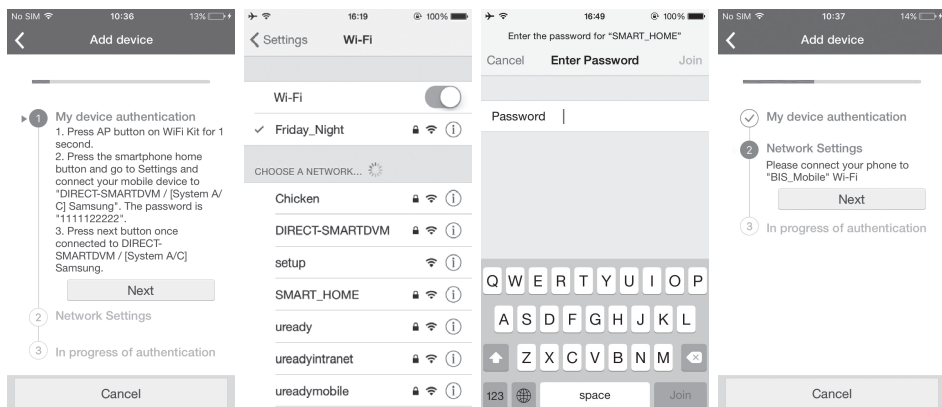 No SIM 10:36 13%
Add device
1 My device authentication
1. Press AP button on WiFi Kit for 1
second.
2. Press the smartphone home
button and go to Settings and
connect your mobile device to
"DIRECT-SMARTDVM / [System A/
C] Samsung". The password is
"1111122222".
3. Press next button once
connected to DIRECT-
SMARTDVM / [System A/C]
Samsung.
Next
2 Network Settings
3 In progress of authentication
Cancel
16:19 100%
Settings Wi-Fi
Wi-Fi
Friday_Night
CHOOSE A NETWORK...
Chicken
DIRECT-SMARTDVM
setup
SMART_HOME
uready
ureadyintranet
ureadymobile
16:49 100%
Enter the password for “SMART_HOME”
Cancel Enter Password Join
Password
Q W E R T Y U I O P
A S D F G H J K L
Z X C V B N M
123 space Join
No SIM 10:37 14%
Add device
My device authentication
2 Network Settings
Please connect your phone to
"BIS_Mobile" Wi-Fi
Next
3 In progress of authentication
Cancel